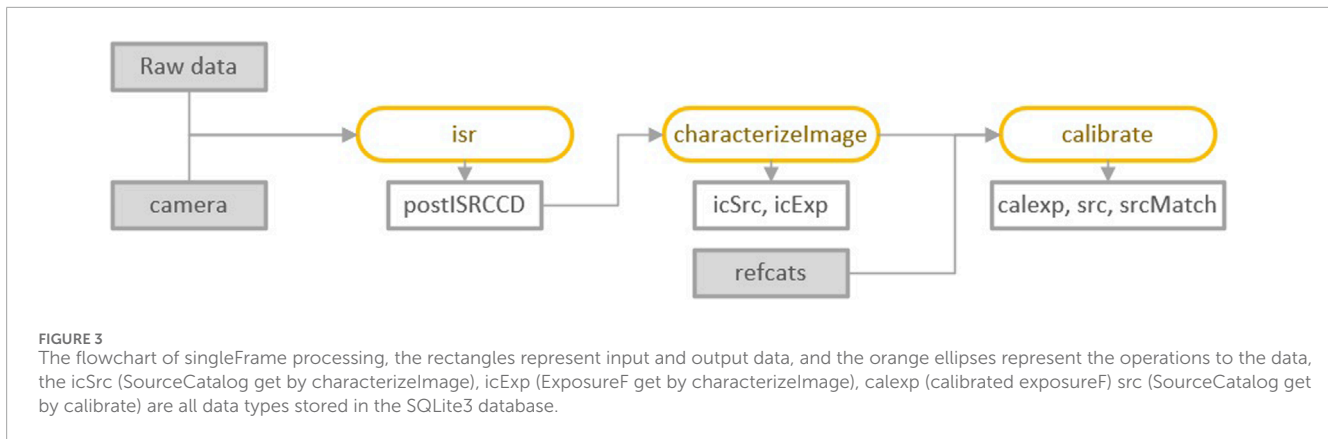 Raw data
isr
characterizeImage
calibrate
camera
postISRCCD
icSrc, icExp
calexp, src, srcMatch
refcats
FIGURE 3
The flowchart of singleFrame processing, the rectangles represent input and output data, and the orange ellipses represent the operations to the data,
the icSrc (SourceCatalog get by characterizeImage), icExp (ExposureF get by characterizeImage), calexp (calibrated exposureF) src (SourceCatalog get
by calibrate) are all data types stored in the SQLite3 database.